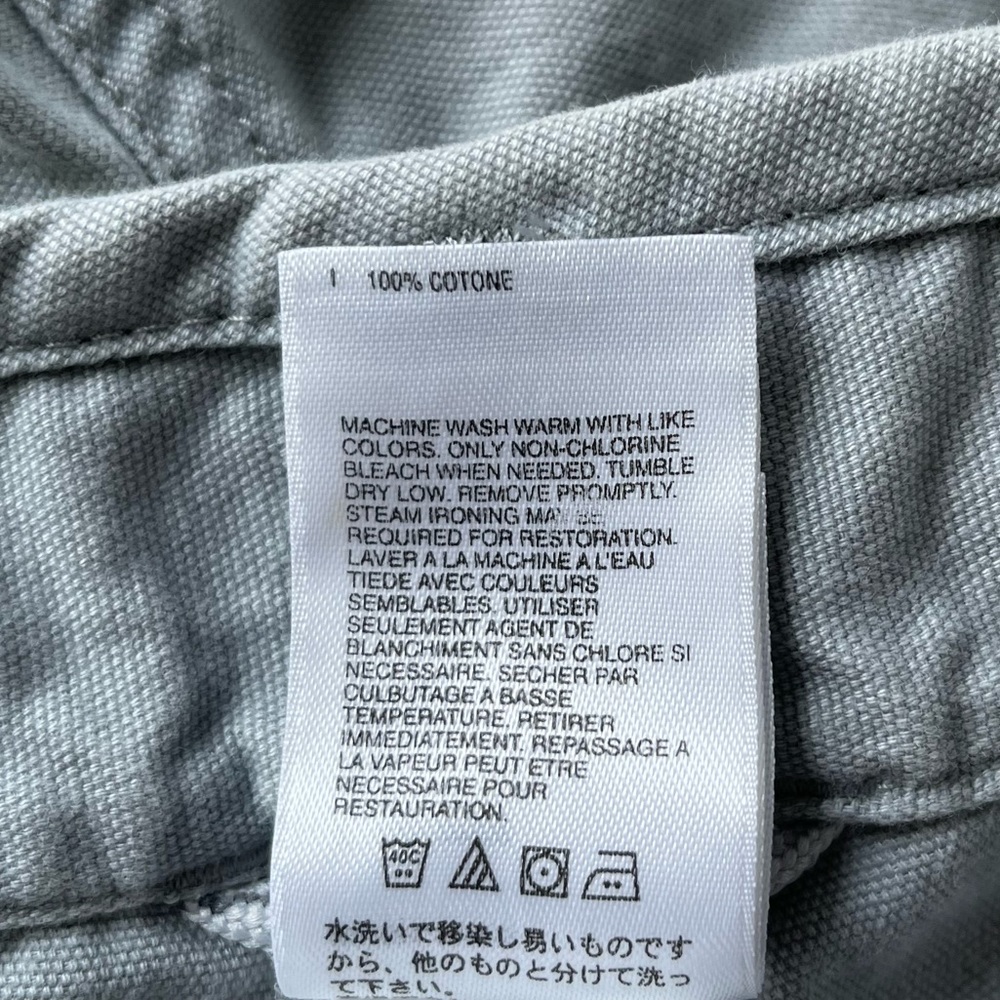 I 100% COTONE
MACHINE WASH WARM WITH LIKE
COLORS. ONLY NON-CHLORINE
BLEACH WHEN NEEDED. TUMBLE
DRY LOW. REMOVE PROMPTLY.
STEAM IRONING MAY BE
REQUIRED FOR RESTORATION.
LAVER A LA MACHINE A L'EAU
TIEDE AVEC COULEURS
SEMBLABLES. UTILISER
SEULEMENT AGENT DE
BLANCHIMENT SANS CHLORE SI
NECESSAIRE. SECHER PAR
CULBUTAGE A BASSE
TEMPERATURE. RETIRER
IMMEDIATEMENT. REPASSAGE A
LA VAPEUR PEUT ETRE
NECESSAIRE POUR
RESTAURATION.
40C
水洗いで移染し易いものです
から、他のものと分けて洗っ
て下さい。